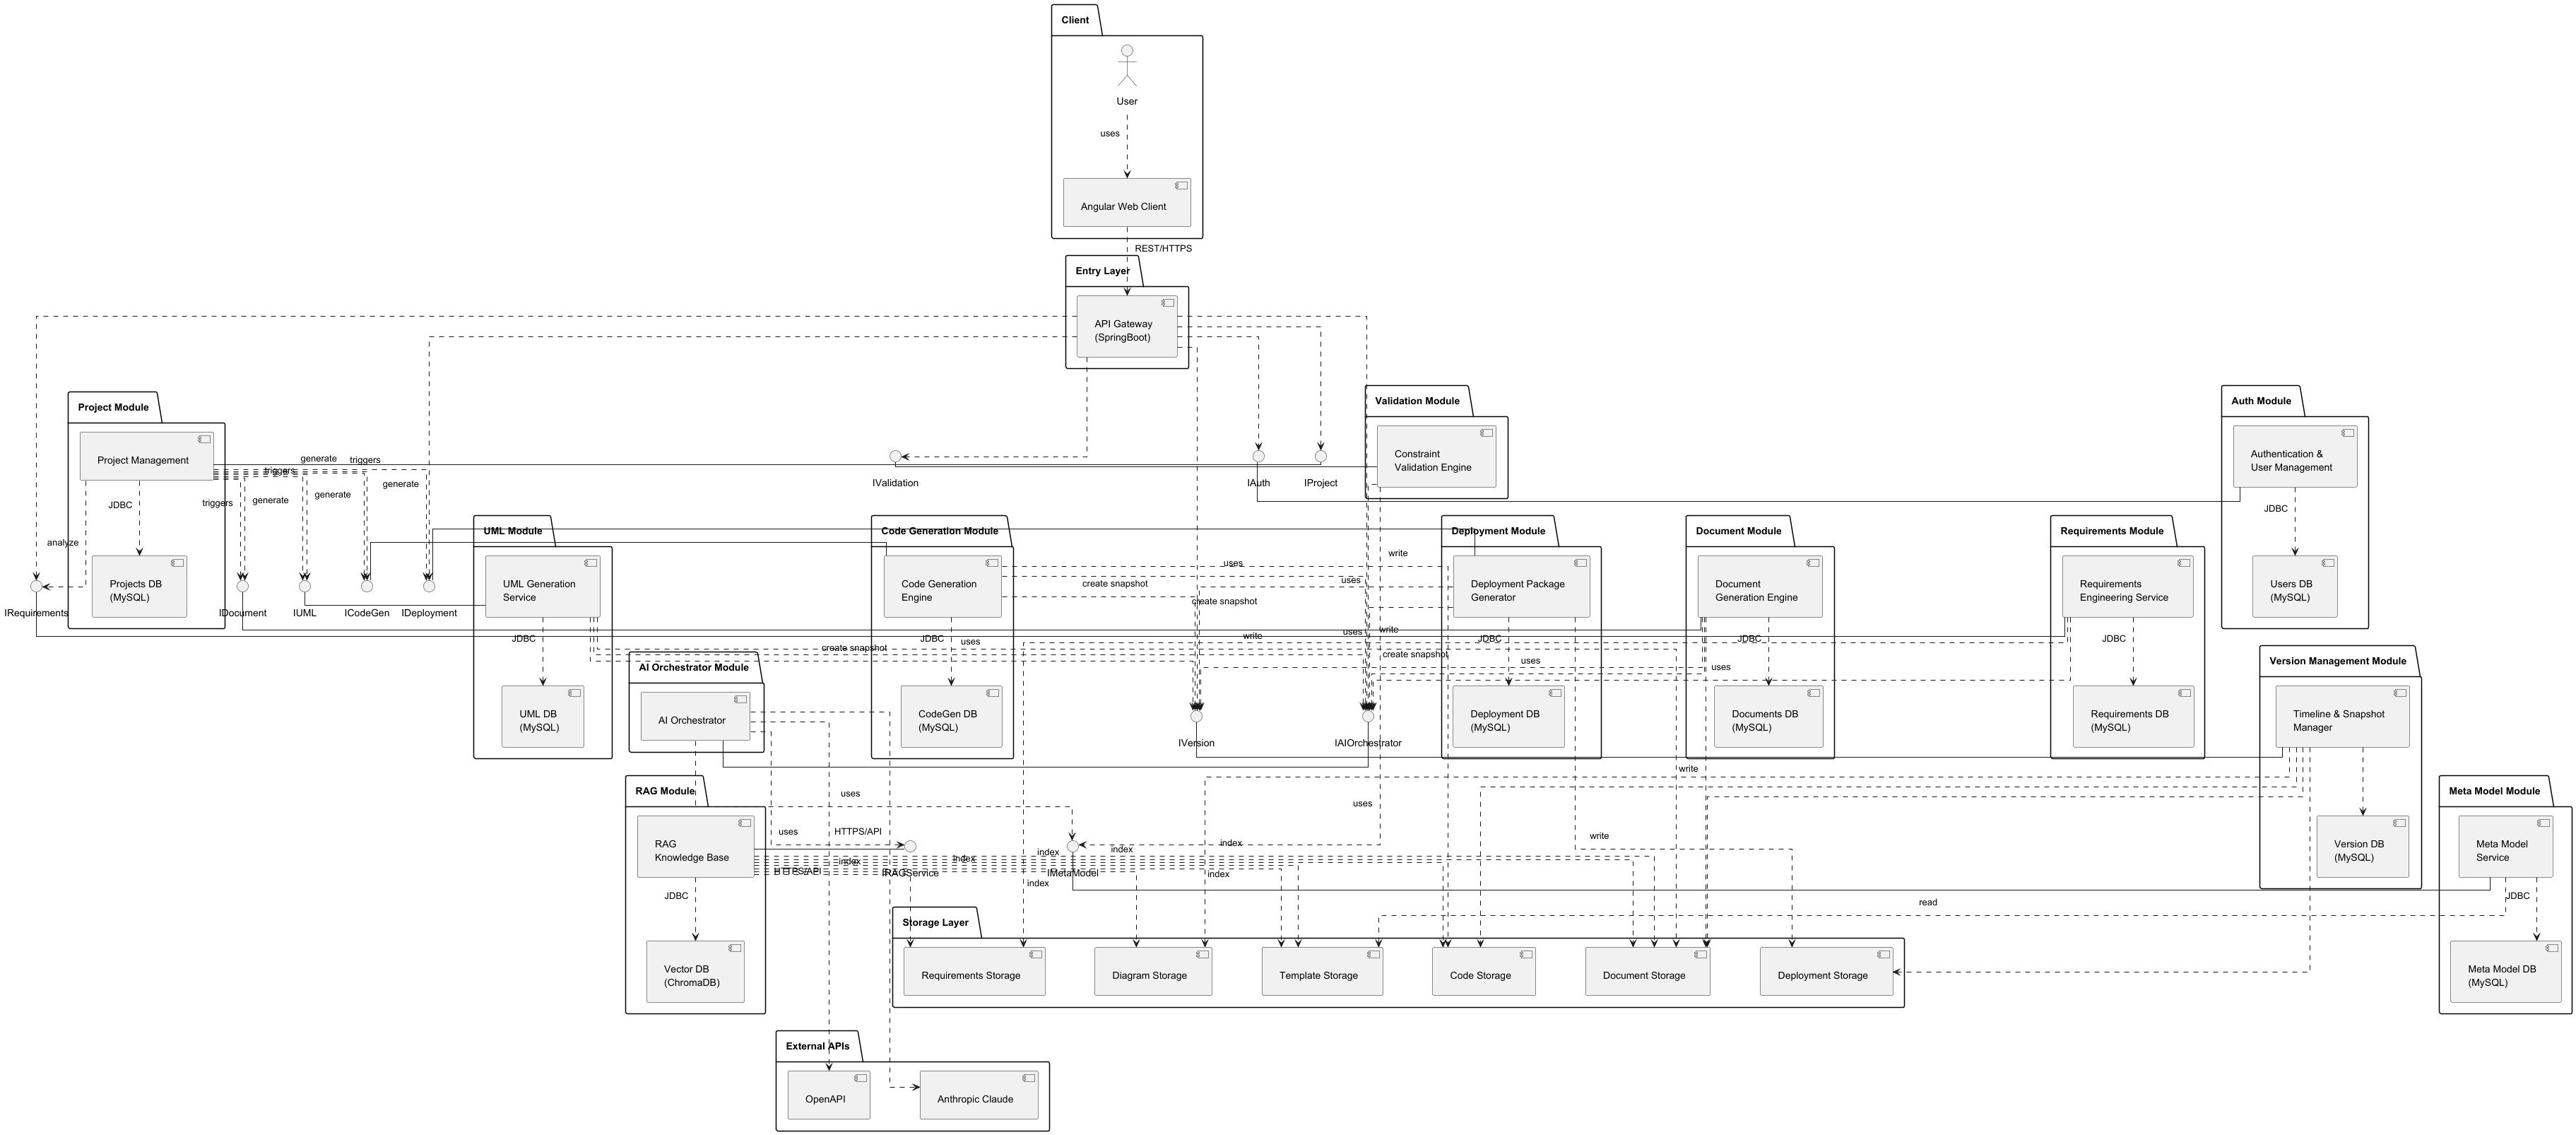 Client
User
uses
Angular Web Client
REST/HTTPS
Entry Layer
API Gateway
(SpringBoot)
Project Module
Project Management
JDBC
Projects DB
(MySQL)
Validation Module
Constraint
Validation Engine
Auth Module
Authentication &
User Management
JDBC
Users DB
(MySQL)
IValidation
IAuth
IProject
generate
triggers
triggers
generate
triggers
generate
generate
analyze
IRequirements
IDocument
IUML
ICodeGen
IDeployment
UML Module
UML Generation
Service
JDBC
UML DB
(MySQL)
Code Generation Module
Code Generation
Engine
JDBC
CodeGen DB
(MySQL)
Deployment Module
Deployment Package
Generator
JDBC
Deployment DB
(MySQL)
Document Module
Document
Generation Engine
JDBC
Documents DB
(MySQL)
Requirements Module
Requirements
Engineering Service
JDBC
Requirements DB
(MySQL)
write
uses
create snapshot
uses
create snapshot
write
uses
write
uses
create snapshot
create snapshot
uses
uses
AI Orchestrator Module
AI Orchestrator
IVersion
IAIOrchestrator
Version Management Module
Timeline & Snapshot
Manager
Version DB
(MySQL)
write
uses
uses
uses
HTTPS/API
HTTPS/API
RAG Module
RAG
Knowledge Base
JDBC
Vector DB
(ChromaDB)
IRAGService
IMetaModel
index
index
index
index
index
index
index
write
Meta Model Module
Meta Model
Service
JDBC
Meta Model DB
(MySQL)
read
Storage Layer
Requirements Storage
Diagram Storage
Template Storage
Code Storage
Document Storage
Deployment Storage
External APIs
OpenAPI
Anthropic Claude